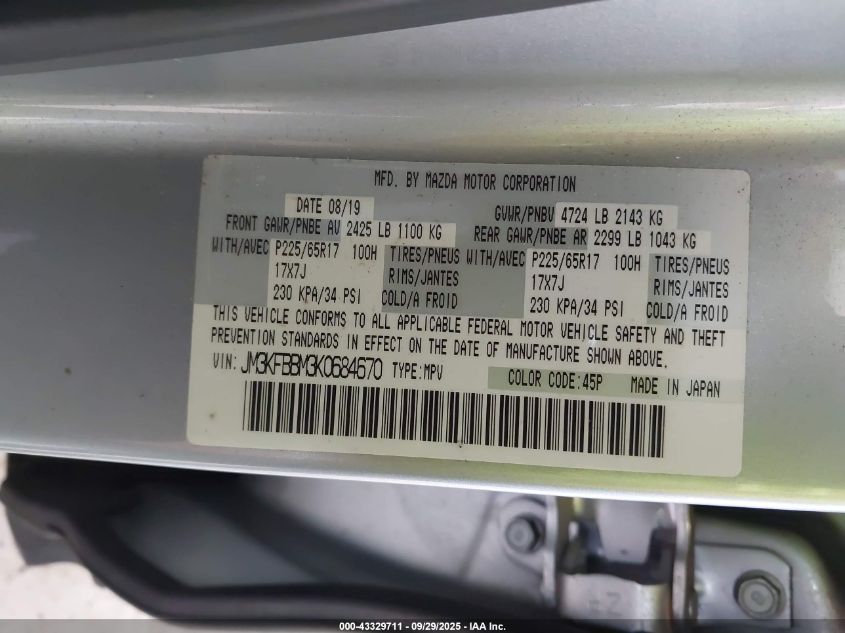 MFD. BY MAZDA MOTOR CORPORATION
DATE 08/19 GVWR/PNBV 4724 LB 2143 KG
FRONT GAWR/PNBE AV 2425 LB 1100 KG REAR GAWR/PNBE AR 2299 LB 1043 KG
WITH/AVEC P225/65R17 100H TIRES/PNEUS WITH/AVEC P225/65R17 100H TIRES/PNEUS
17X7J RIMS/JANTES 17X7J RIMS/JANTES
230 KPA/34 PSI COLD/A FROID 230 KPA/34 PSI COLD/A FROID
THIS VEHICLE CONFORMS TO ALL APPLICABLE FEDERAL MOTOR VEHICLE SAFETY AND THEFT
PREVENTION STANDARDS IN EFFECT ON THE DATE OF MANUFACTURE SHOWN ABOVE.
VIN: JM3KFBBM3K0684670 TYPE:MPV COLOR CODE:45P MADE IN JAPAN
000-43329711 - 09/29/2025 - IAA Inc.